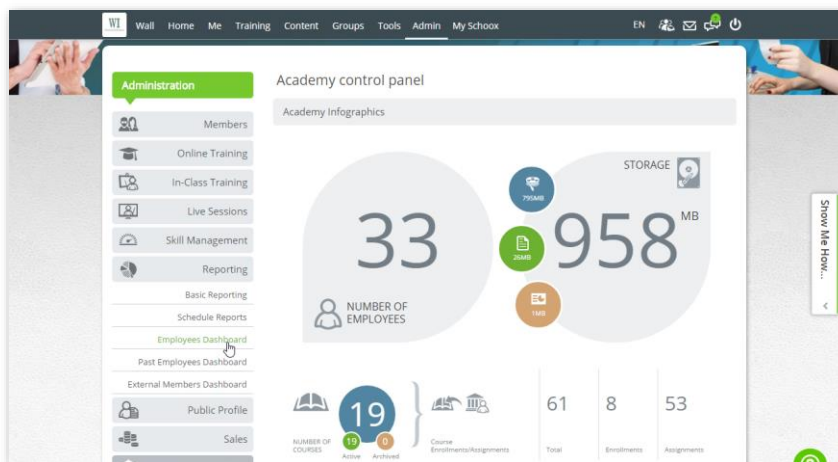 WI Wall Home Me Training Content Groups Tools Admin My Schoox EN
Administration
Members
Online Training
In-Class Training
Live Sessions
Skill Management
Reporting
Basic Reporting
Schedule Reports
Employees Dashboard
Past Employees Dashboard
External Members Dashboard
Public Profile
Sales
Academy control panel
Academy Infographics
33
NUMBER OF
EMPLOYEES
STORAGE
795MB
26MB
1MB
958 MB
NUMBER OF
COURSES
19
19
Active
0
Archived
Course
Enrollments/Assignments
61
Total
8
Enrollments
53
Assignments
Show Me How...